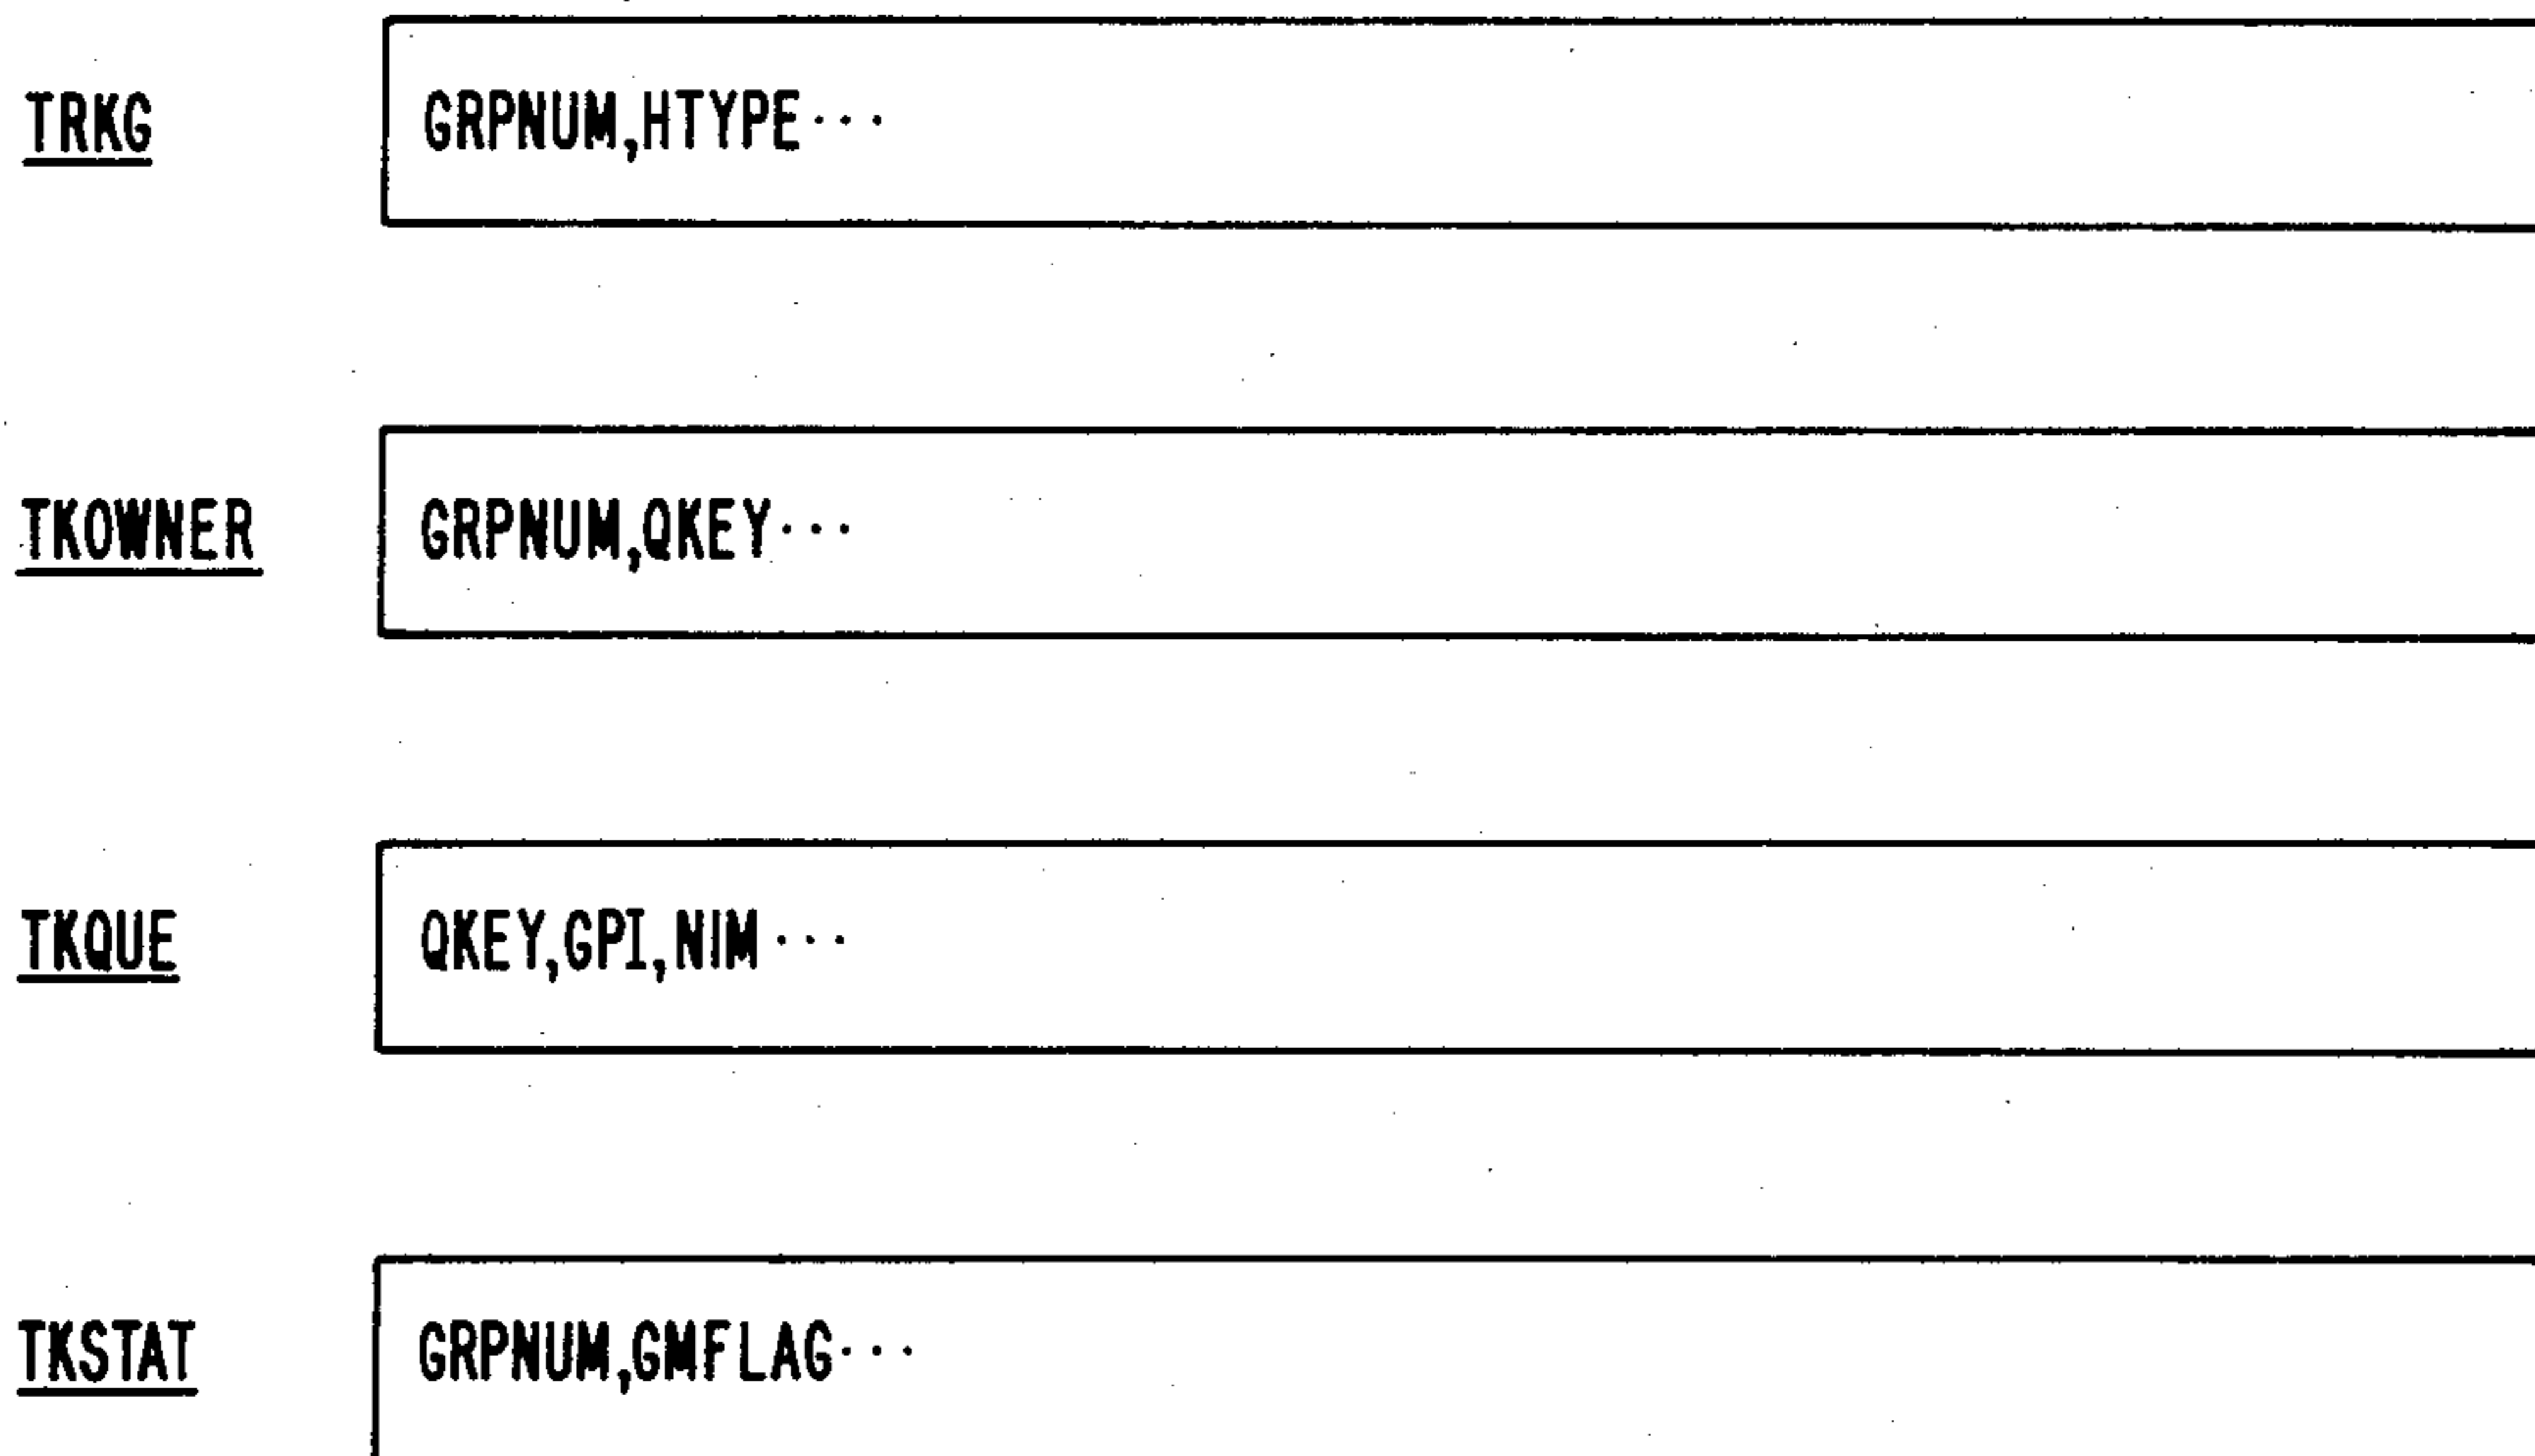 TRKG GRPNUM,HTYPE...
TKOWNER GRPNUM,QKEY...
TKQUE QKEY,GPI,NIM...
TKSTAT GRPNUM,GMFLAG...